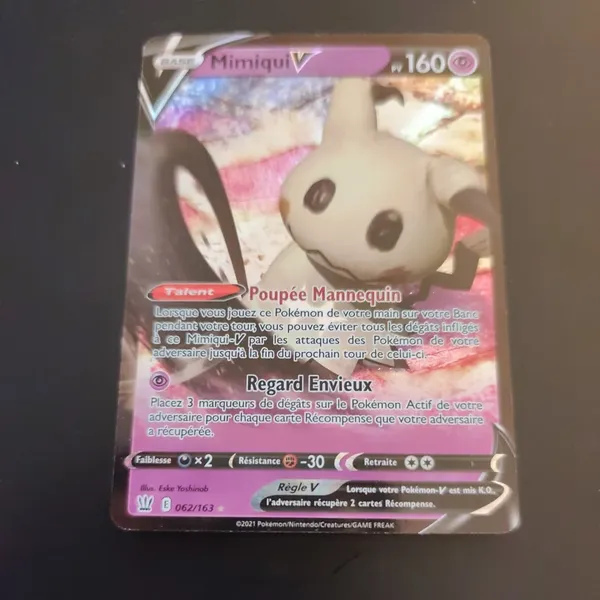 BASE Mimiqui V PV 160
Talent Poupée Mannequin
Lorsque vous jouez ce Pokémon de votre main sur votre Banc
pendant votre tour, vous pouvez éviter tous les dégâts infligés
à ce Mimiqui-V par les attaques des Pokémon de votre
adversaire jusqu'à la fin du prochain tour de celui-ci.
Regard Envieux
Placez 3 marqueurs de dégâts sur le Pokémon Actif de votre
adversaire pour chaque carte Récompense que votre adversaire
a récupérée.
Faiblesse ×2 Résistance -30 Retraite
Illus. Eske Yoshinob
Règle V Lorsque votre Pokémon-V est mis K.O.,
l'adversaire récupère 2 cartes Récompense.
E 062/163
©2021 Pokémon/Nintendo/Creatures/GAME FREAK